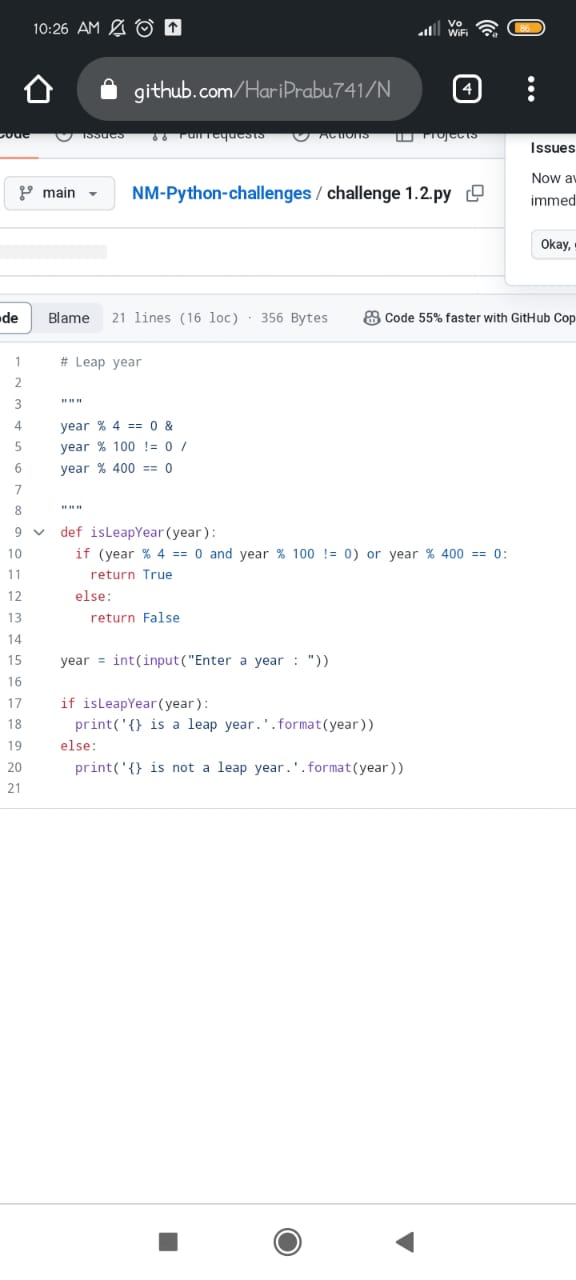 10:26 AM
Vo WiFi
86
github.com/HariPrabu741/N
4
Code Issues Pull requests Actions Projects
Issues
Now av
immed
main
NM-Python-challenges / challenge 1.2.py
Okay,
de Blame 21 lines (16 loc) · 356 Bytes Code 55% faster with GitHub Cop
1 # Leap year
2
3 """
4 year % 4 == 0 &
5 year % 100 != 0 /
6 year % 400 == 0
7
8 """
9 def isLeapYear(year):
10 if (year % 4 == 0 and year % 100 != 0) or year % 400 == 0:
11 return True
12 else:
13 return False
14
15 year = int(input("Enter a year : "))
16
17 if isLeapYear(year):
18 print('{} is a leap year.'.format(year))
19 else:
20 print('{} is not a leap year.'.format(year))
21